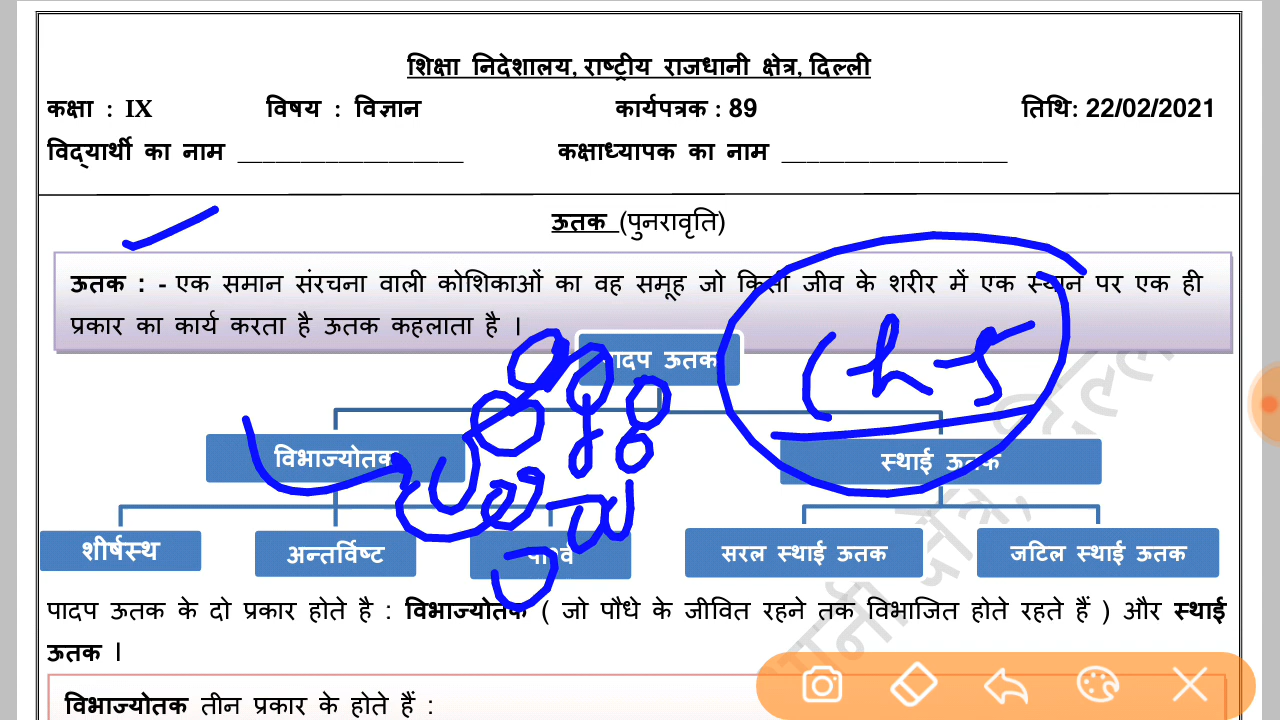 शिक्षा निदेशालय, राष्ट्रीय राजधानी क्षेत्र, दिल्ली
कक्षा : IX विषय : विज्ञान कार्यपत्रक : 89 तिथि: 22/02/2021
विद्यार्थी का नाम __________________ कक्षाध्यापक का नाम __________________
ऊतक (पुनरावृति)
ऊतक : - एक समान संरचना वाली कोशिकाओं का वह समूह जो किसी जीव के शरीर में एक स्थान पर एक ही
प्रकार का कार्य करता है ऊतक कहलाता है ।
पादप ऊतक
विभाज्योतक स्थाई ऊतक
शीर्षस्थ अन्तर्विष्ट सरल स्थाई ऊतक जटिल स्थाई ऊतक
पादप ऊतक के दो प्रकार होते है : विभाज्योतक ( जो पौधे के जीवित रहने तक विभाजित होते रहते हैं ) और स्थाई
ऊतक ।
विभाज्योतक तीन प्रकार के होते हैं :